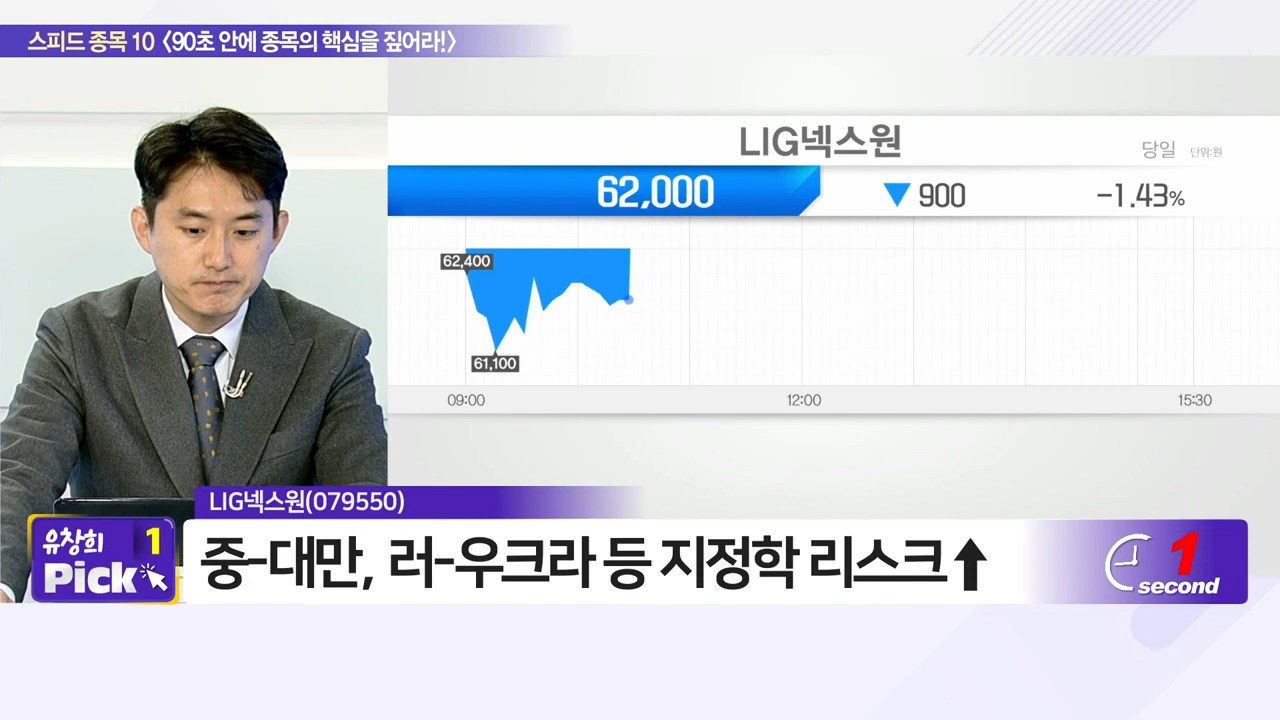 스피드 종목 10 〈90초 안에 종목의 핵심을 짚어라!〉
LIG넥스원
당일 단위:원
62,000 ▼ 900 -1.43%
62,400
61,100
09:00 12:00 15:30
LIG넥스원(079550)
유창희 1
Pick
중-대만, 러-우크라 등 지정학 리스크↑
1
second